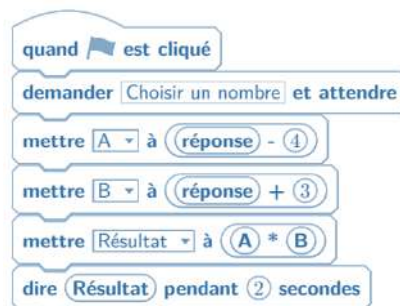 quand est cliqué
demander Choisir un nombre et attendre
mettre A à réponse - 4
mettre B à réponse + 3
mettre Résultat à A * B
dire Résultat pendant 2 secondes